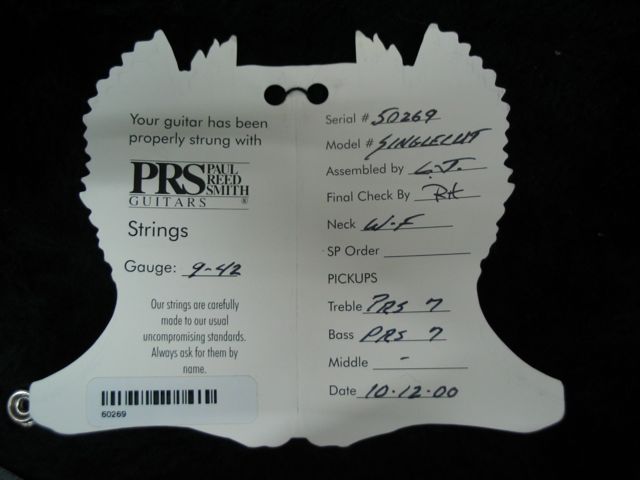 Your guitar has been
properly strung with
PRS PAUL
REED
SMITH
GUITARS ®
Strings
Gauge: 9-42
Our strings are carefully
made to our usual
uncompromising standards.
Always ask for them by
name.
60269
Serial # 50269
Model # SINGLECUT
Assembled by L.J.
Final Check By RK
Neck W-F
SP Order
PICKUPS
Treble PRS 7
Bass PRS 7
Middle -
Date 10.12.00